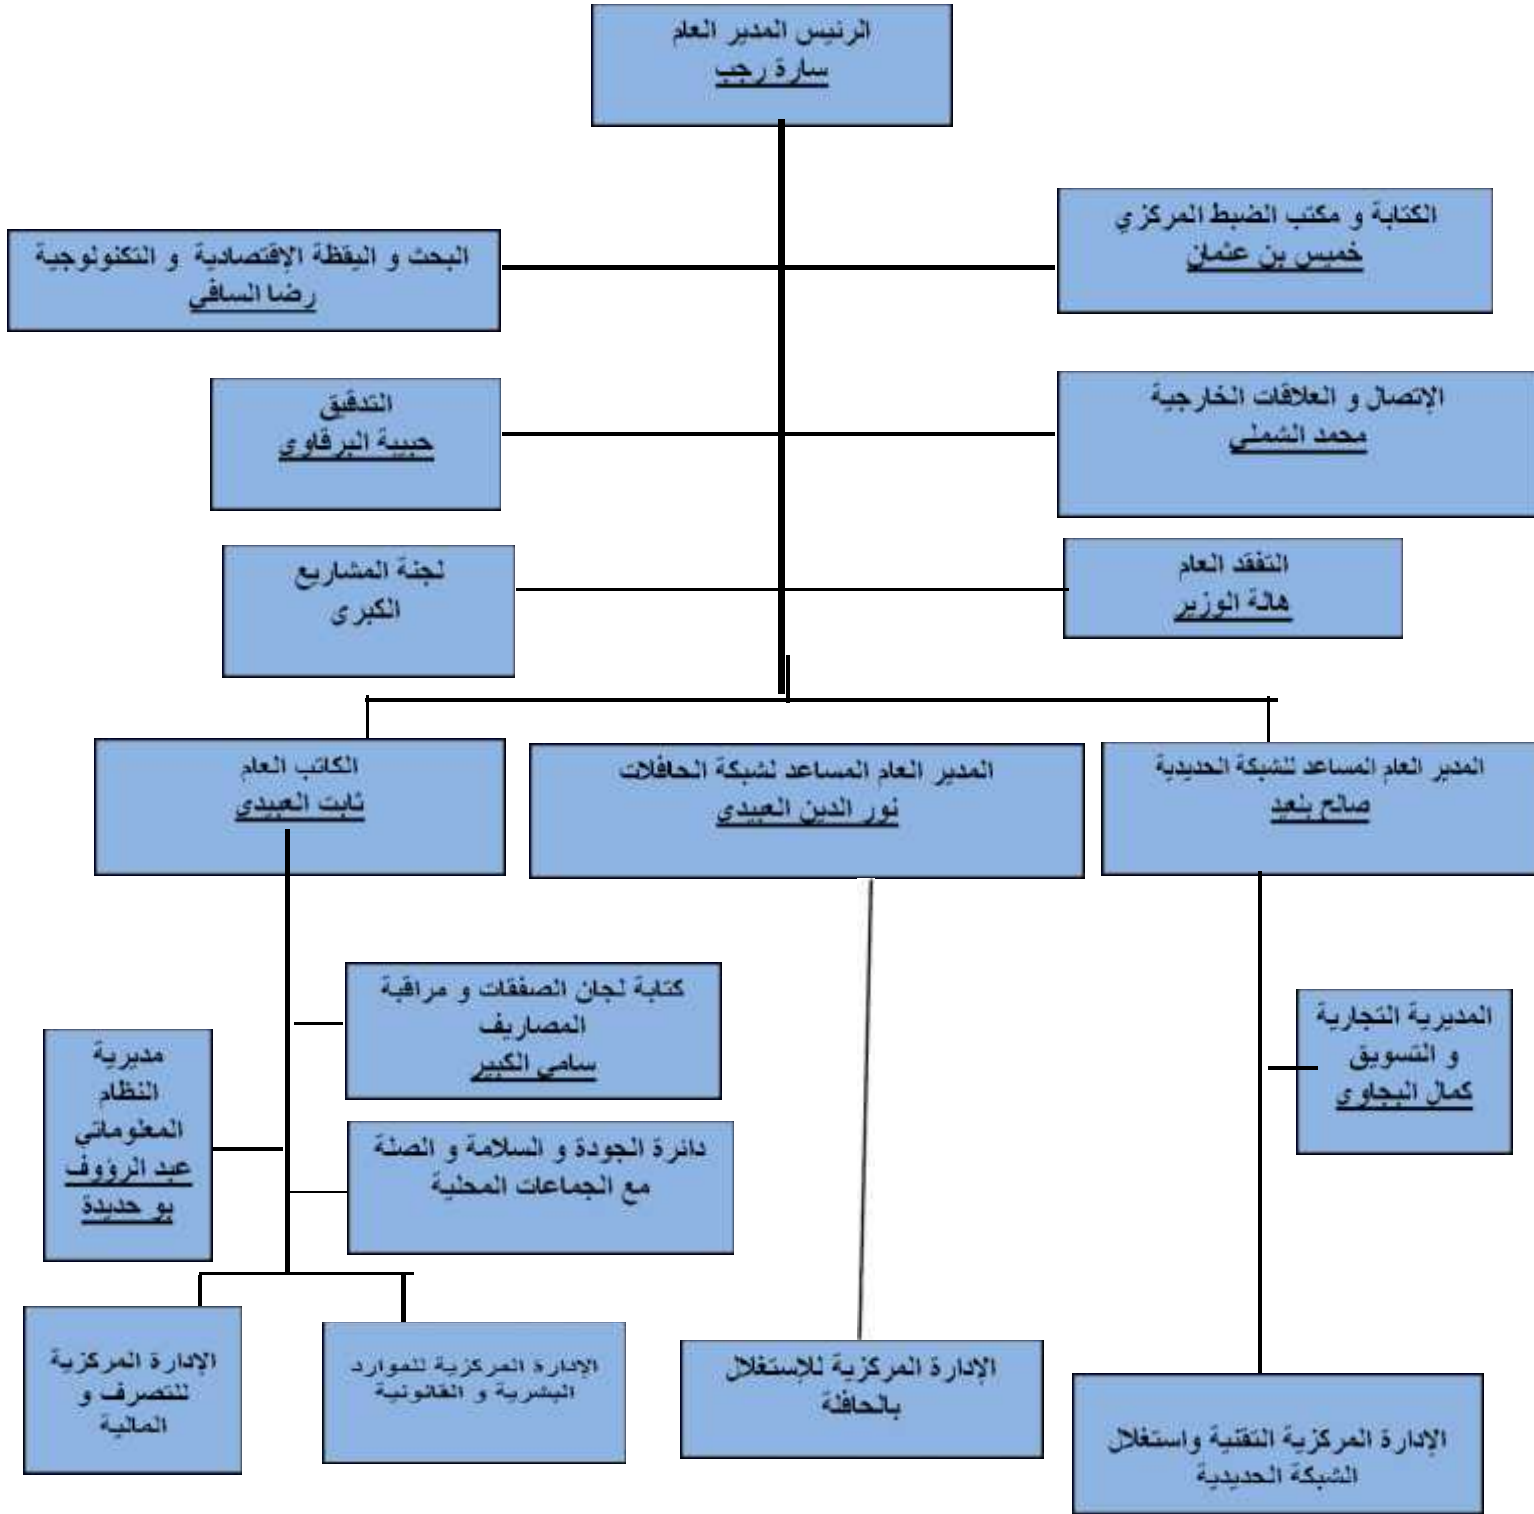 الرئيس المدير العام
سارة رجب
الكتابة و مكتب الضبط المركزي
خميس بن عثمان
البحث و اليقظة الإقتصادية و التكنولوجية
رضا السافي
الإتصال و العلاقات الخارجية
محمد الشملي
التدقيق
حبيبة البرقاوي
التفقد العام
هالة الوزير
لجنة المشاريع
الكبرى
المدير العام المساعد للشبكة الحديدية
صالح بلعيد
المدير العام المساعد لشبكة الحافلات
نور الدين العبيدي
الكاتب العام
ثابت العبيدي
كتابة لجان الصفقات و مراقبة
المصاريف
سامي الكبير
المديرية التجارية
و التسويق
كمال البجاوي
مديرية
النظام
المعلوماتي
عبد الرؤوف
بو حديدة
دائرة الجودة و السلامة و الصلة
مع الجماعات المحلية
الإدارة المركزية التقنية واستغلال
الشبكة الحديدية
الإدارة المركزية للإستغلال
بالحافلة
الإدارة المركزية للموارد
البشرية و القانونية
الإدارة المركزية
للتصرف و
المالية